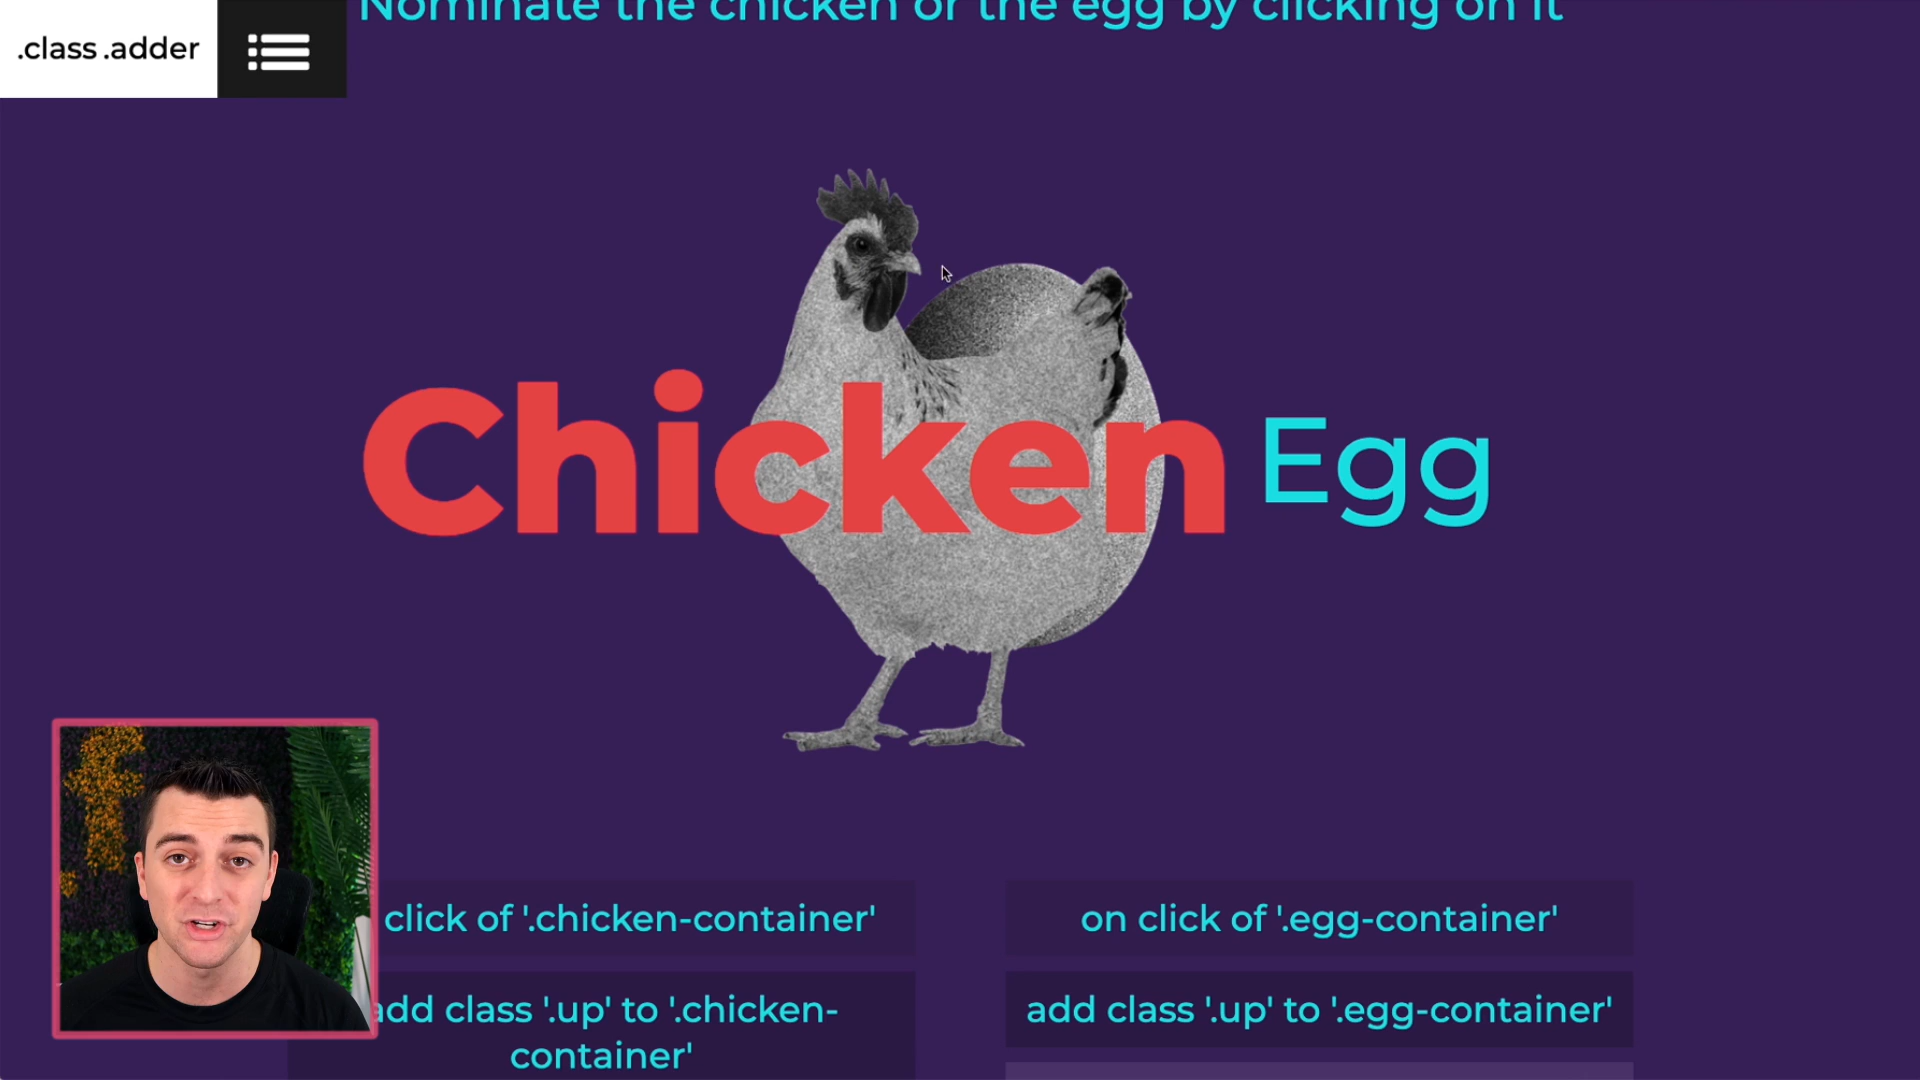 Nominate the chicken or the egg by clicking on it
.class .adder
Chicken Egg
click of '.chicken-container'
on click of '.egg-container'
add class '.up' to '.chicken-
container'
add class '.up' to '.egg-container'